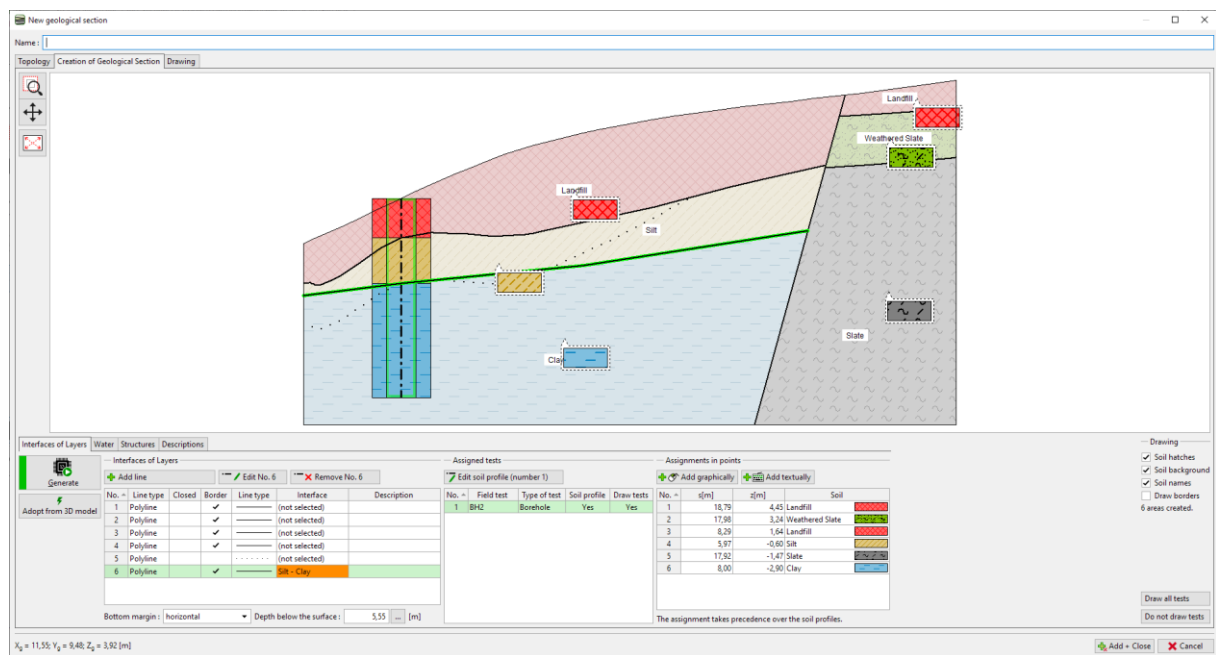 New geological section
Name :
Topology Creation of Geological Section Drawing
Landfill
Weathered Slate
Landfill
Silt
Slate
Clay
Interfaces of Layers Water Structures Descriptions
Generate
Adopt from 3D model
Interfaces of Layers
Add line Edit No. 6 Remove No. 6
No. Line type Closed Border Line type Interface Description
1 Polyline (not selected)
2 Polyline (not selected)
3 Polyline (not selected)
4 Polyline (not selected)
5 Polyline (not selected)
6 Polyline Silt - Clay
Bottom margin : horizontal Depth below the surface : 5,55 ... [m]
Assigned tests
Edit soil profile (number 1)
No. Field test Type of test Soil profile Draw tests
1 BH2 Borehole Yes Yes
Assignments in points
Add graphically Add textually
No. s[m] z[m] Soil
1 18,79 4,45 Landfill
2 17,98 3,24 Weathered Slate
3 8,29 1,64 Landfill
4 5,97 -0,60 Silt
5 17,92 -1,47 Slate
6 8,00 -2,90 Clay
The assignment takes precedence over the soil profiles.
Drawing
Soil hatches
Soil background
Soil names
Draw borders
6 areas created.
Draw all tests
Do not draw tests
Xg = 11,55; Yg = 9,48; Zg = 3,92 [m]
Add + Close Cancel